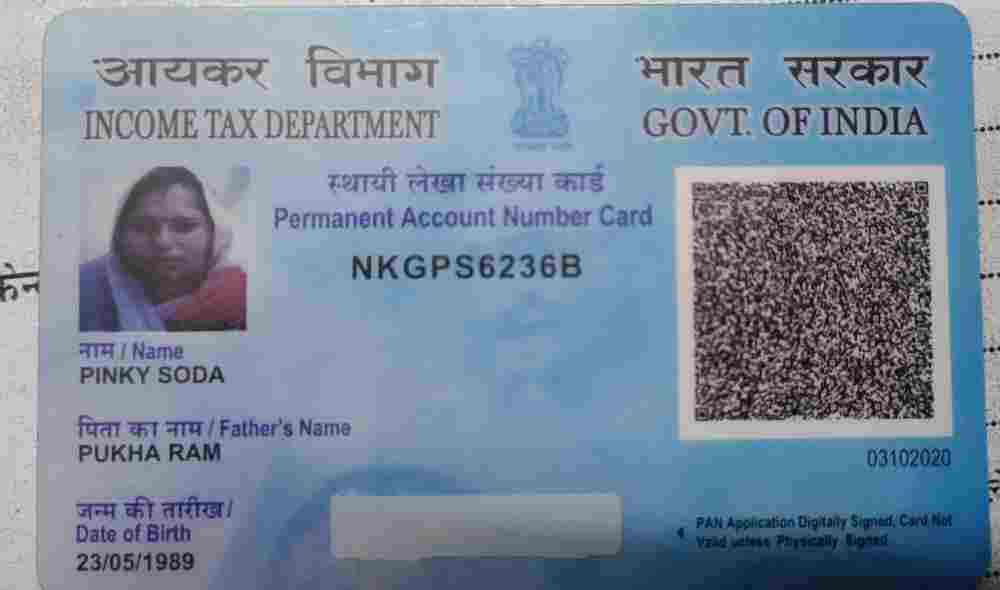 आयकर विभाग
INCOME TAX DEPARTMENT
भारत सरकार
GOVT. OF INDIA
स्थायी लेखा संख्या कार्ड
Permanent Account Number Card
NKGPS6236B
नाम / Name
PINKY SODA
पिता का नाम / Father's Name
PUKHA RAM
03102020
जन्म की तारीख /
Date of Birth
23/05/1989
PAN Application Digitally Signed, Card Not
Valid unless Physically Signed